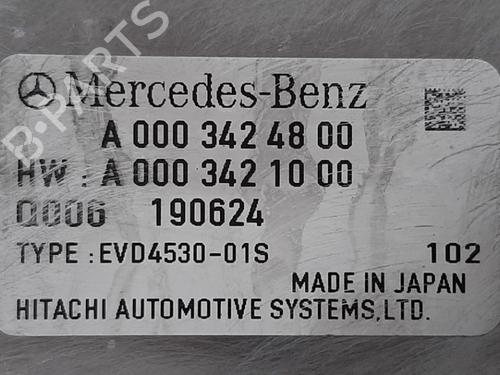 Mercedes-Benz
A 000 342 48 00
HW : A 000 342 10 00
Q006 190624
TYPE : EVD4530-01S 102
MADE IN JAPAN
HITACHI AUTOMOTIVE SYSTEMS,LTD.
B-PARTS